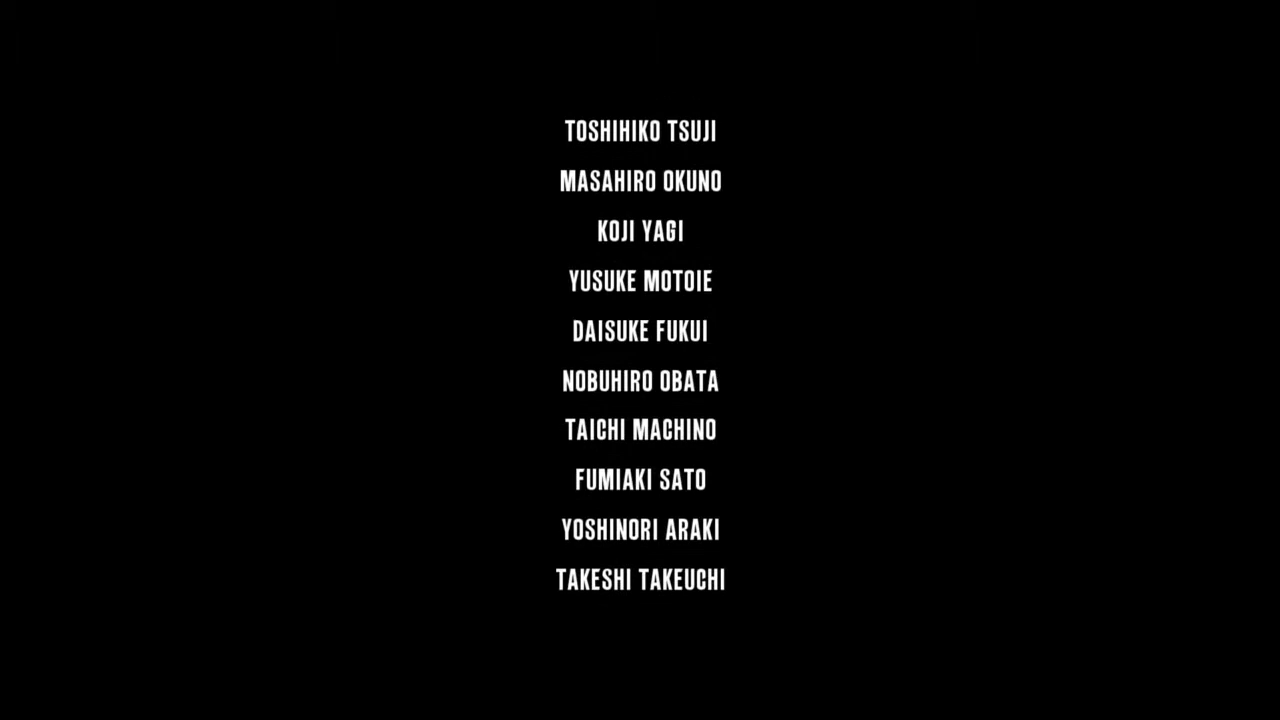 TOSHIHIKO TSUJI
MASAHIRO OKUNO
KOJI YAGI
YUSUKE MOTOIE
DAISUKE FUKUI
NOBUHIRO OBATA
TAICHI MACHINO
FUMIAKI SATO
YOSHINORI ARAKI
TAKESHI TAKEUCHI